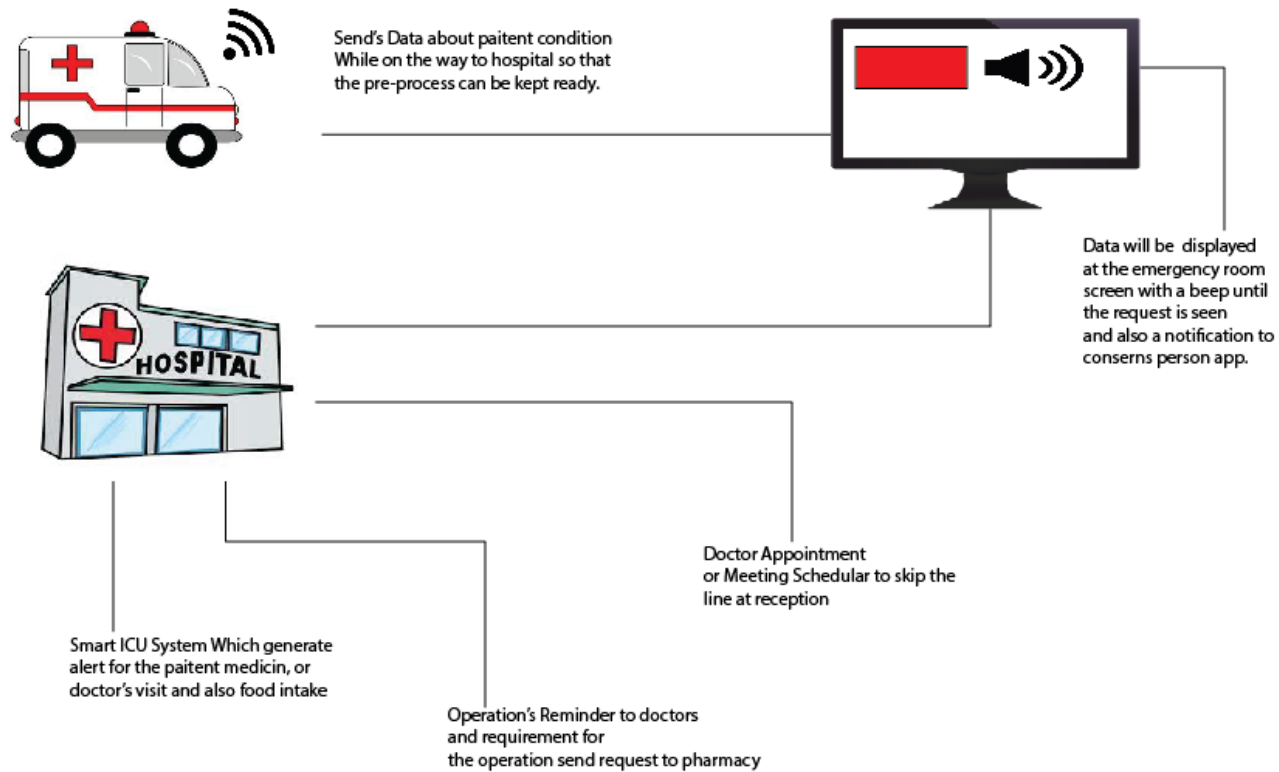 Send's Data about paitent condition
While on the way to hospital so that
the pre-process can be kept ready.
Data will be displayed
at the emergency room
screen with a beep until
the request is seen
and also a notification to
conserns person app.
HOSPITAL
Doctor Appointment
or Meeting Schedular to skip the
line at reception
Smart ICU System Which generate
alert for the paitent medicin, or
doctor's visit and also food intake
Operation's Reminder to doctors
and requirement for
the operation send request to pharmacy